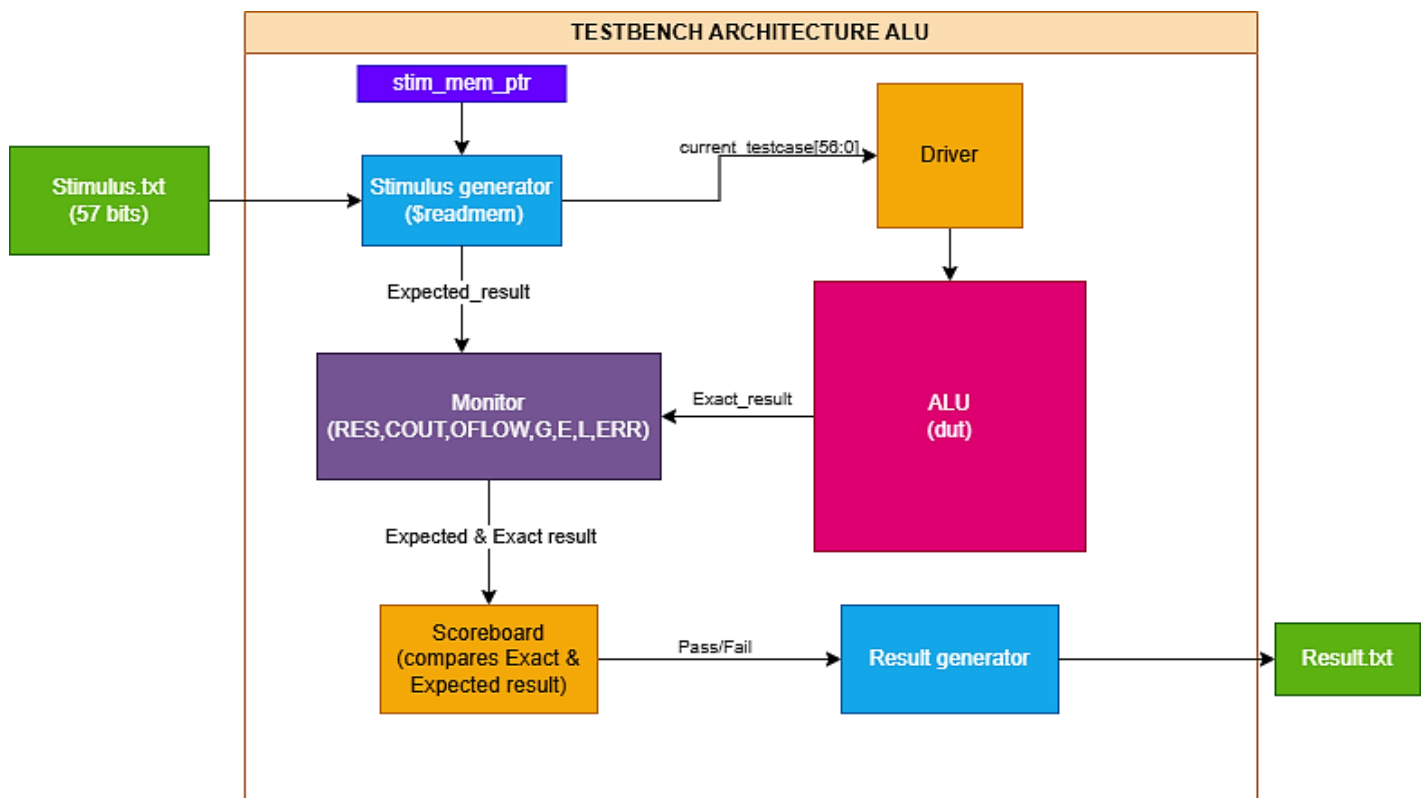 TESTBENCH ARCHITECTURE ALU
stim_mem_ptr
Stimulus.txt
(57 bits)
Stimulus generator
($readmem)
current_testcase[56:0]
Driver
Expected_result
Monitor
(RES,COUT,OFLOW,G,E,L,ERR)
Exact_result
ALU
(dut)
Expected & Exact result
Scoreboard
(compares Exact &
Expected result)
Pass/Fail
Result generator
Result.txt